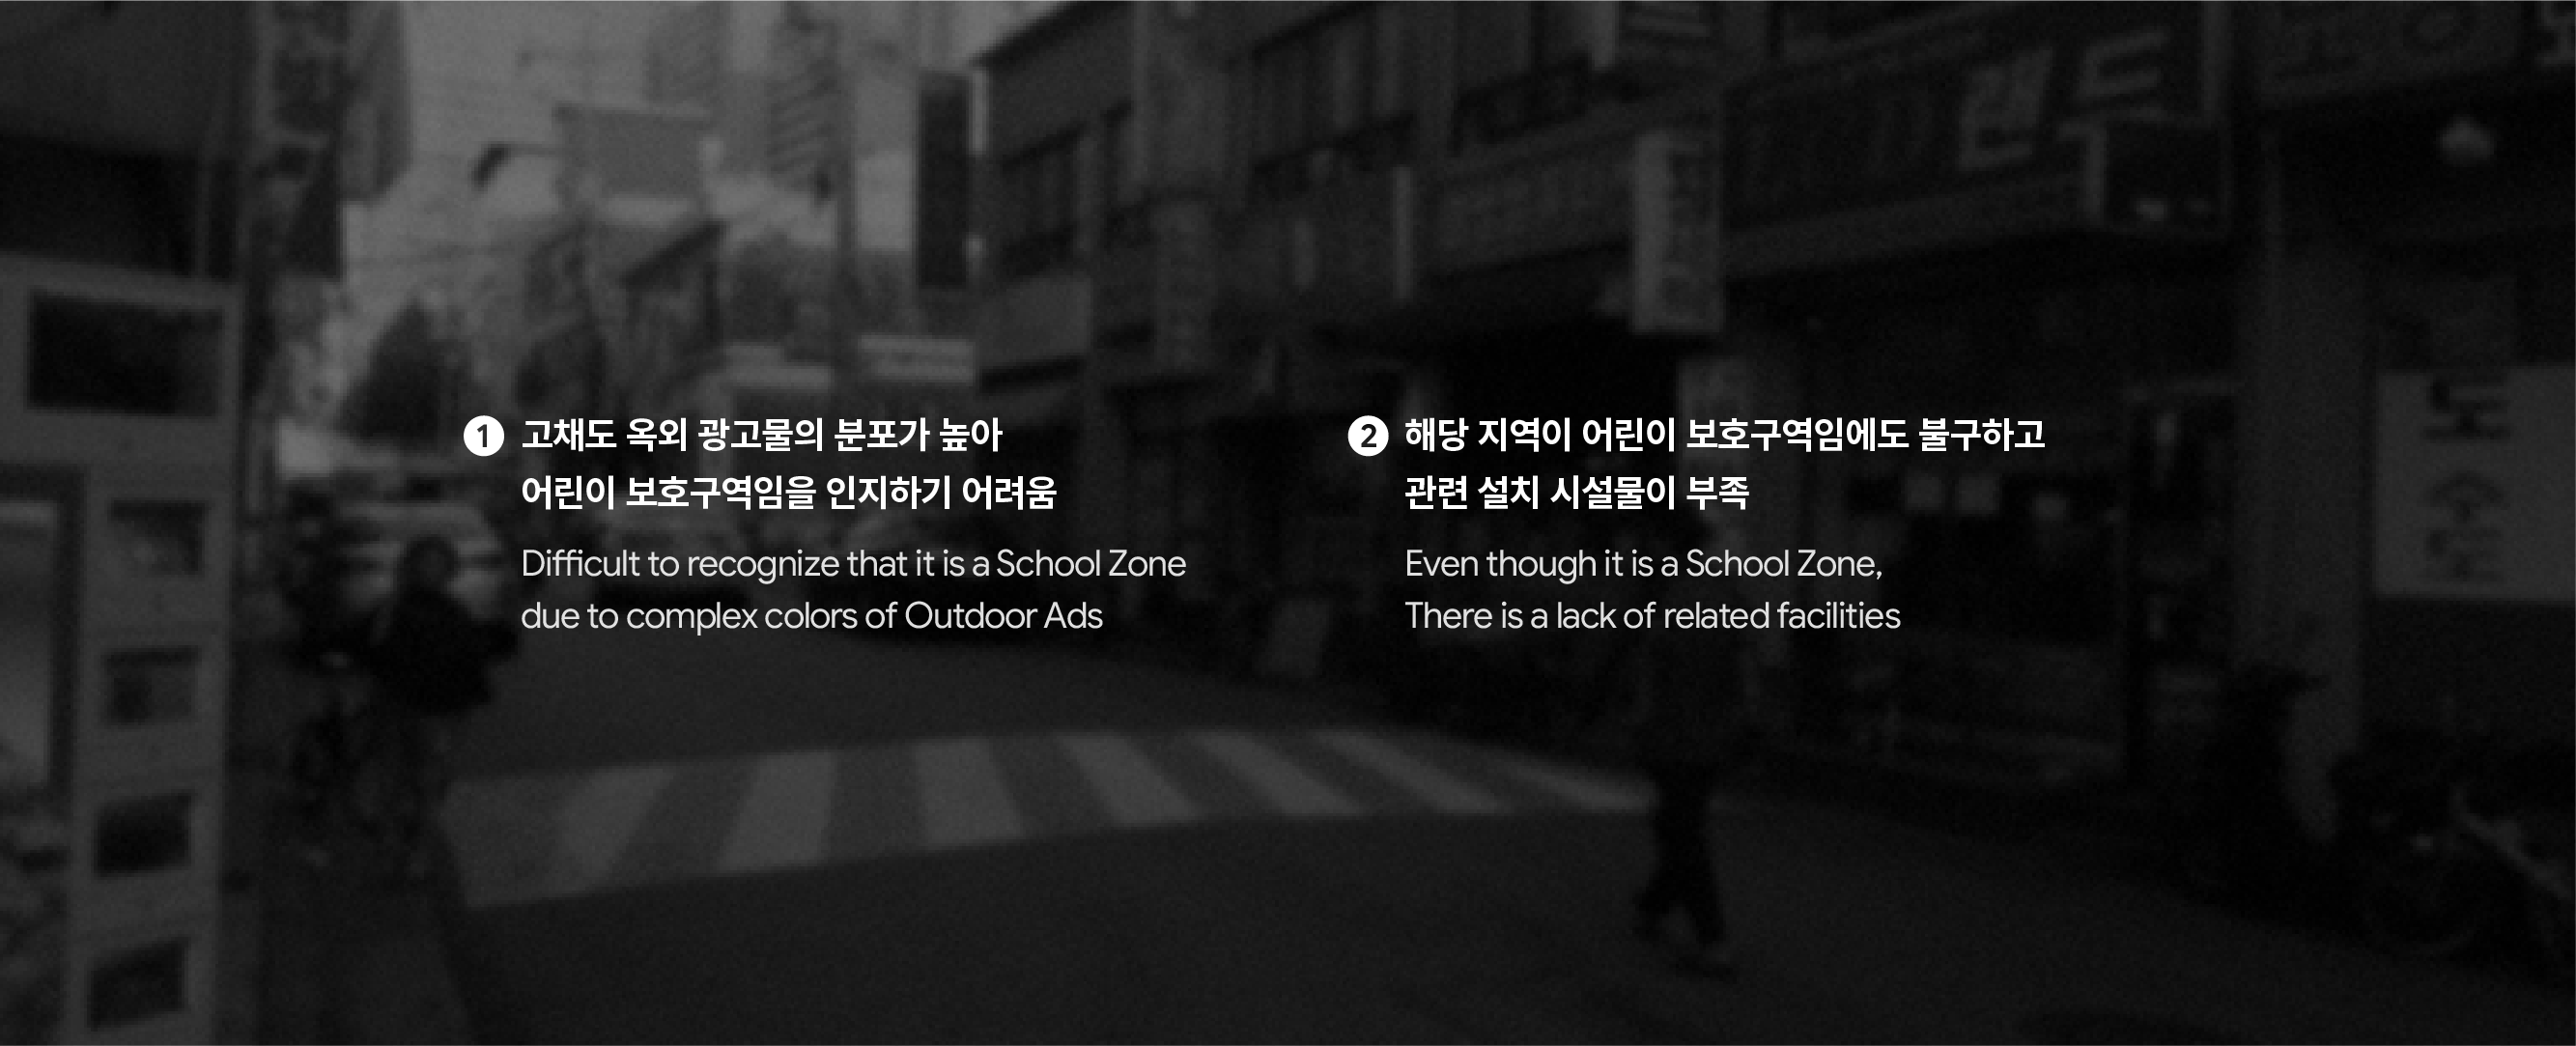 1 고채도 옥외 광고물의 분포가 높아
어린이 보호구역임을 인지하기 어려움
Difficult to recognize that it is a School Zone
due to complex colors of Outdoor Ads
2 해당 지역이 어린이 보호구역임에도 불구하고
관련 설치 시설물이 부족
Even though it is a School Zone,
There is a lack of related facilities
랜드